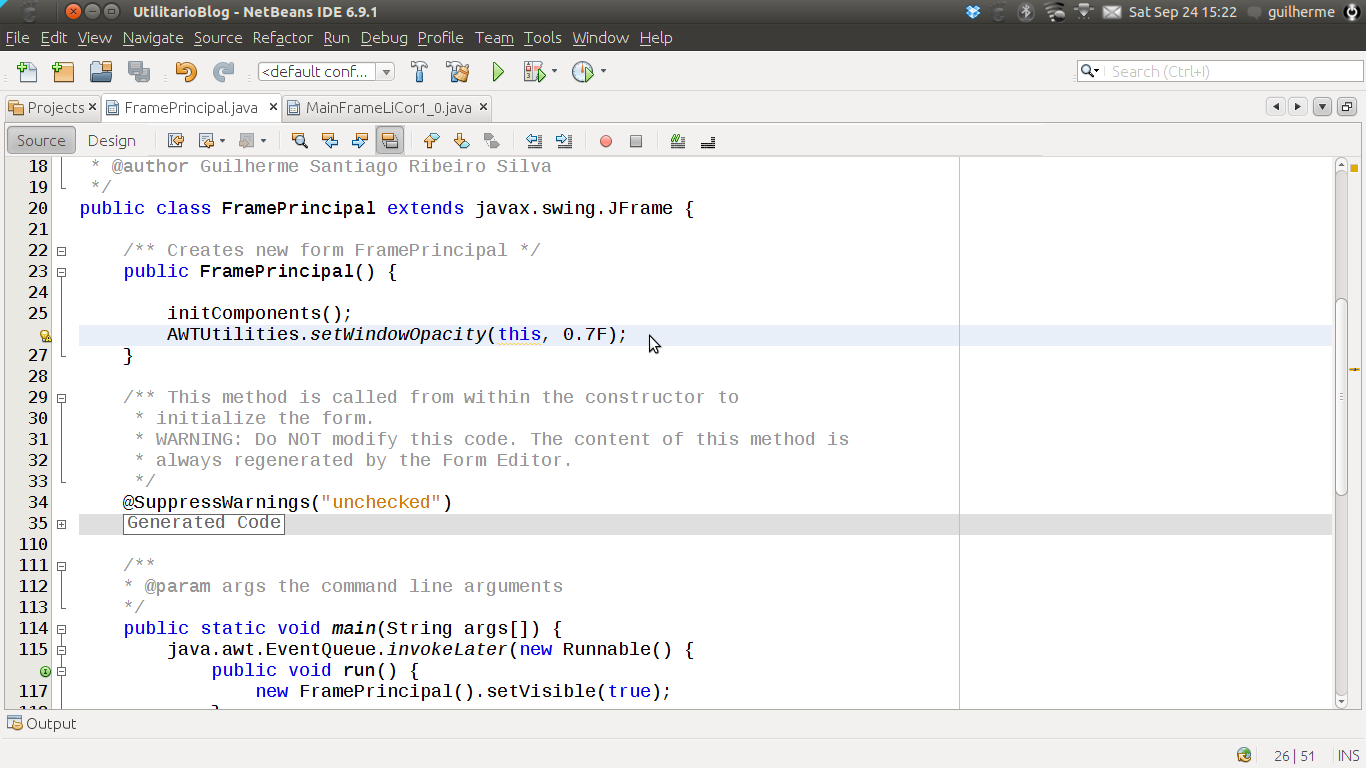 UtilitarioBlog - NetBeans IDE 6.9.1
Sat Sep 24 15:22 guilherme
File Edit View Navigate Source Refactor Run Debug Profile Team Tools Window Help
<default conf... Search (Ctrl+I)
Projects FramePrincipal.java MainFrameLiCor1_0.java
Source Design
18 * @author Guilherme Santiago Ribeiro Silva
19 */
20 public class FramePrincipal extends javax.swing.JFrame {
21
22 /** Creates new form FramePrincipal */
23 public FramePrincipal() {
24
25 initComponents();
AWTUtilities.setWindowOpacity(this, 0.7F);
27 }
28
29 /** This method is called from within the constructor to
30 * initialize the form.
31 * WARNING: Do NOT modify this code. The content of this method is
32 * always regenerated by the Form Editor.
33 */
34 @SuppressWarnings("unchecked")
35 Generated Code
110
111 /**
112 * @param args the command line arguments
113 */
114 public static void main(String args[]) {
115 java.awt.EventQueue.invokeLater(new Runnable() {
public void run() {
117 new FramePrincipal().setVisible(true);
Output
26 | 51 INS